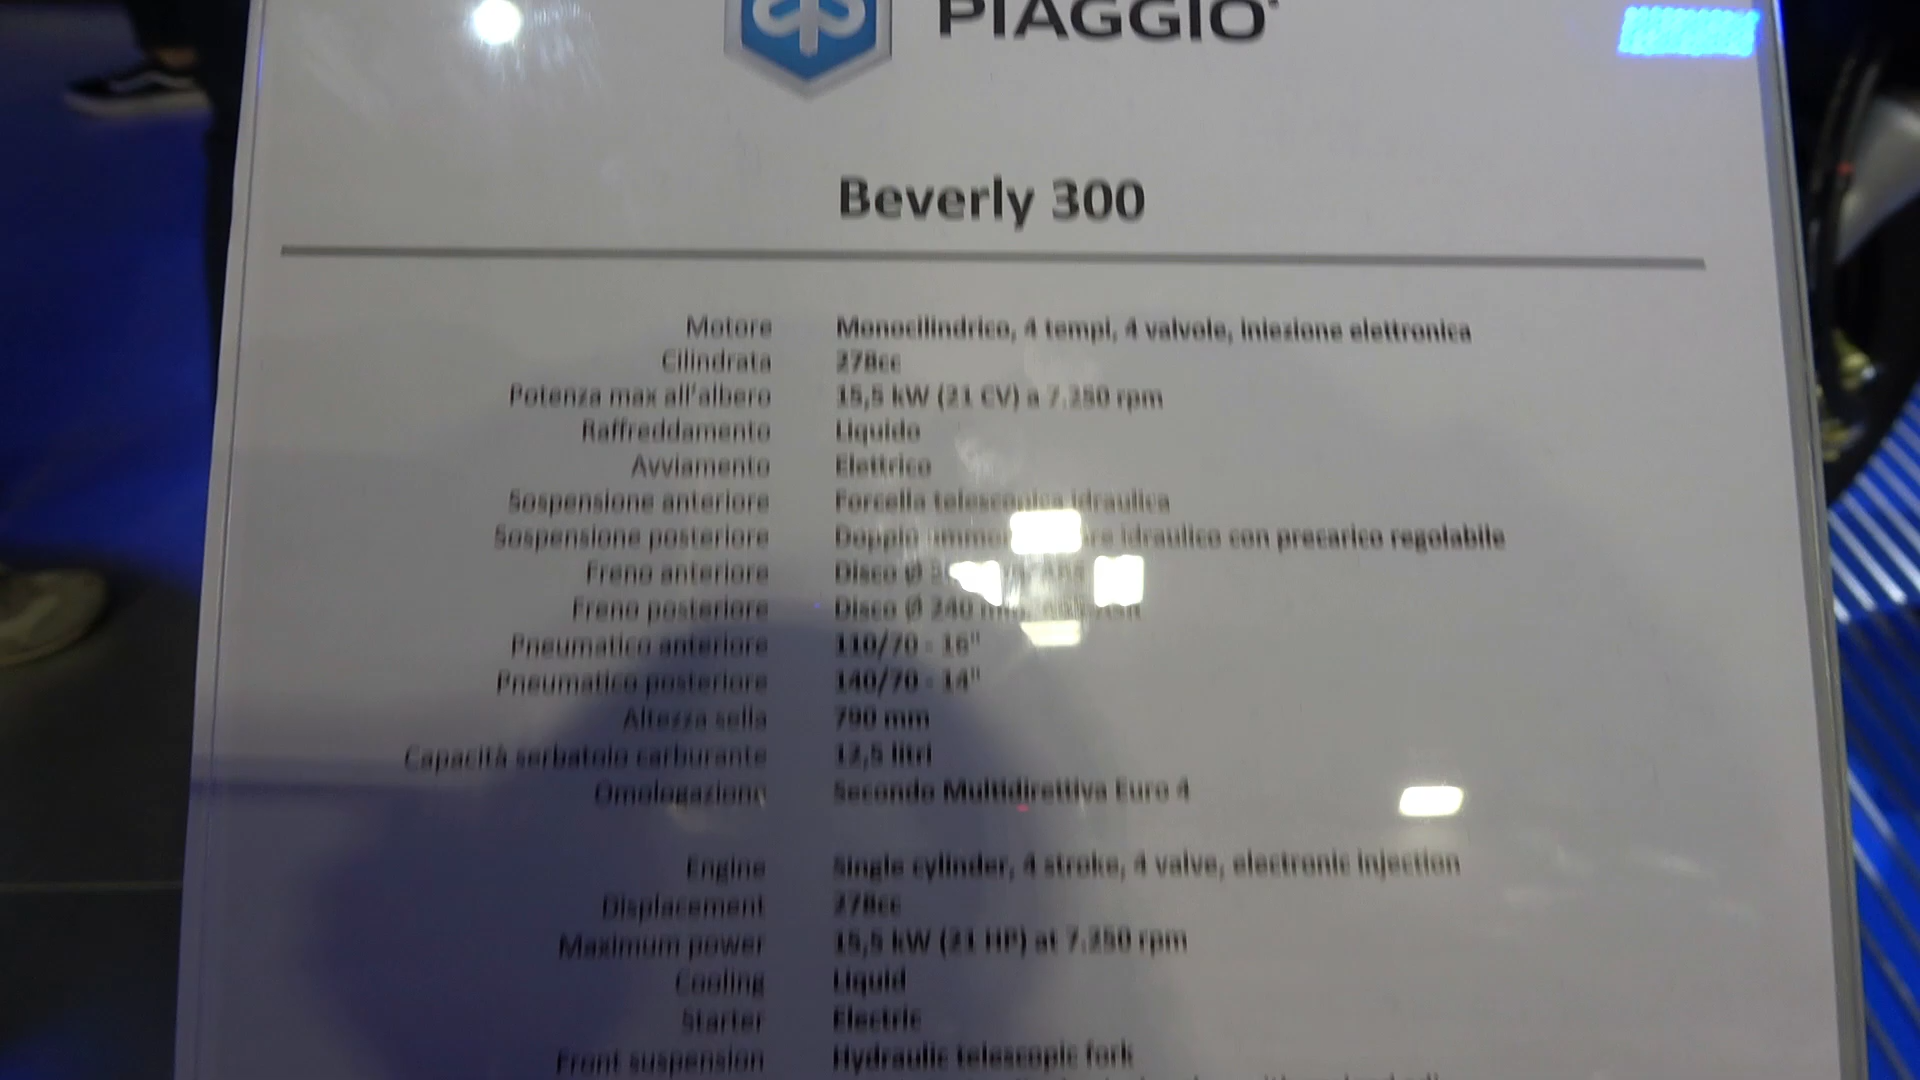 PIAGGIO
Beverly 300
Motore Monocilindrico, 4 tempi, 4 valvole, iniezione elettronica
Cilindrata 278cc
Potenza max all'albero 15,5 kW (21 CV) a 7.250 rpm
Raffreddamento Liquido
Avviamento Elettrico
Sospensione anteriore Forcella telescopica idraulica
Sospensione posteriore Doppio idraulico con precarico regolabile
Freno anteriore Disco Ø
Freno posteriore Disco Ø 240
Pneumatico anteriore 110/70 - 16"
Pneumatico posteriore 140/70 - 14"
Altezza sella 790 mm
Capacità serbatoio carburante 12,5 litri
Omologazione Secondo Multidirettiva Euro 4
Engine Single cylinder, 4 stroke, 4 valve, electronic injection
Displacement 278cc
Maximum power 15,5 kW (21 HP) at 7.250 rpm
Cooling Liquid
Starter Electric
Front suspension Hydraulic telescopic fork